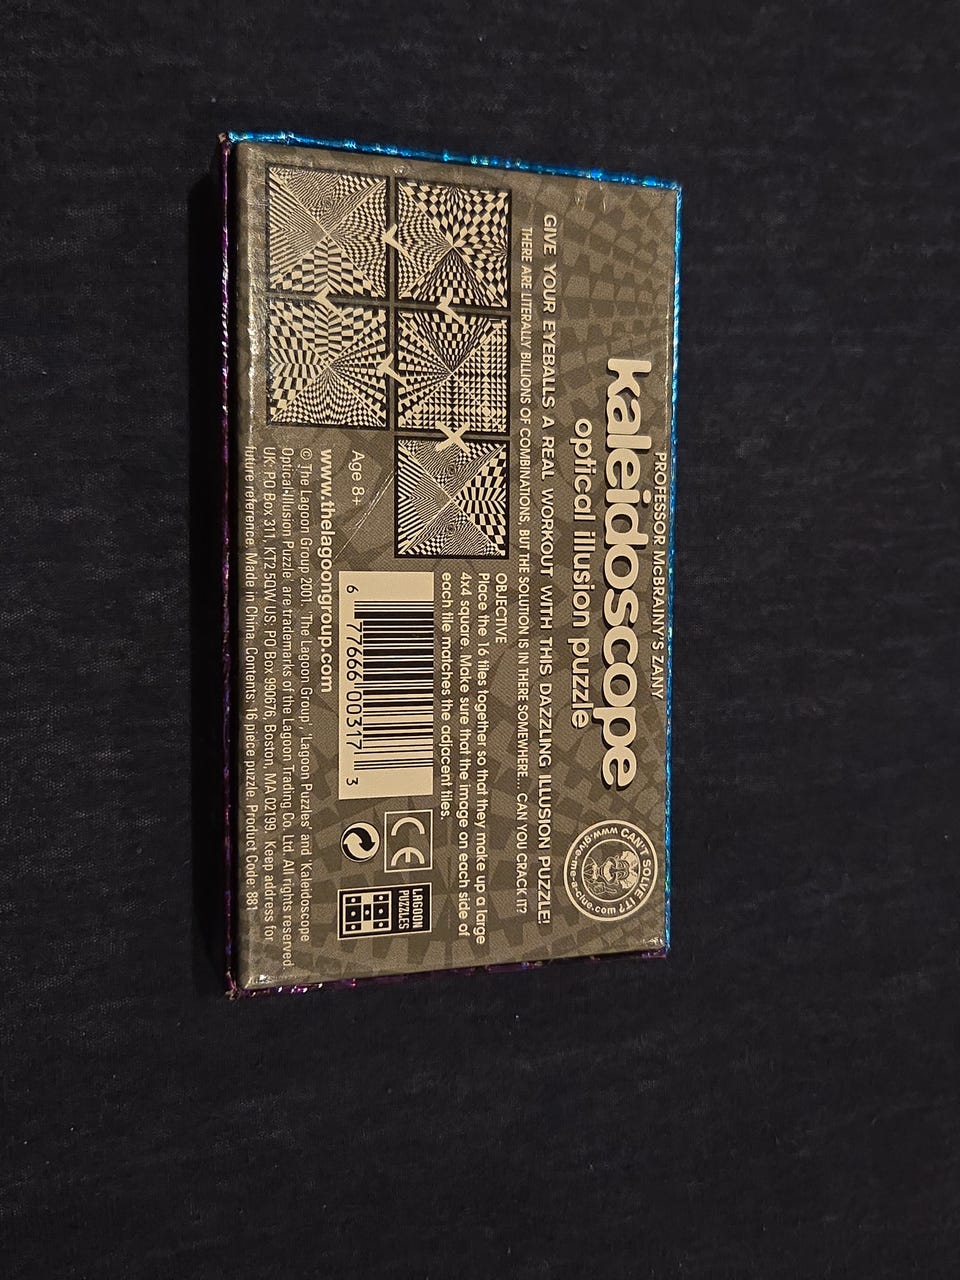 PROFESSOR McBRAINY'S ZANY
kaleidoscope
optical illusion puzzle
CAN'T SOLVE IT?
www.give-me-a-clue.com
GIVE YOUR EYEBALLS A REAL WORKOUT WITH THIS DAZZLING ILLUSION PUZZLE!
THERE ARE LITERALLY BILLIONS OF COMBINATIONS, BUT THE SOLUTION IS IN THERE SOMEWHERE... CAN YOU CRACK IT?
OBJECTIVE
Place the 16 tiles together so that they make up a large
4x4 square. Make sure that the image on each side of
each tile matches the adjacent tiles.
6 77666 00317 3
CE
LAGOON
PUZZLES
Age 8+
www.thelagoongroup.com
© The Lagoon Group 2001. 'The Lagoon Group', 'Lagoon Puzzles' and 'Kaleidoscope
Optical Illusion Puzzle' are trademarks of the Lagoon Trading Co. Ltd. All rights reserved.
UK: PO Box 311, KT2 5QW US: PO Box 990676, Boston, MA 02199. Keep address for
future reference. Made in China. Contents: 16 piece puzzle. Product Code: 881